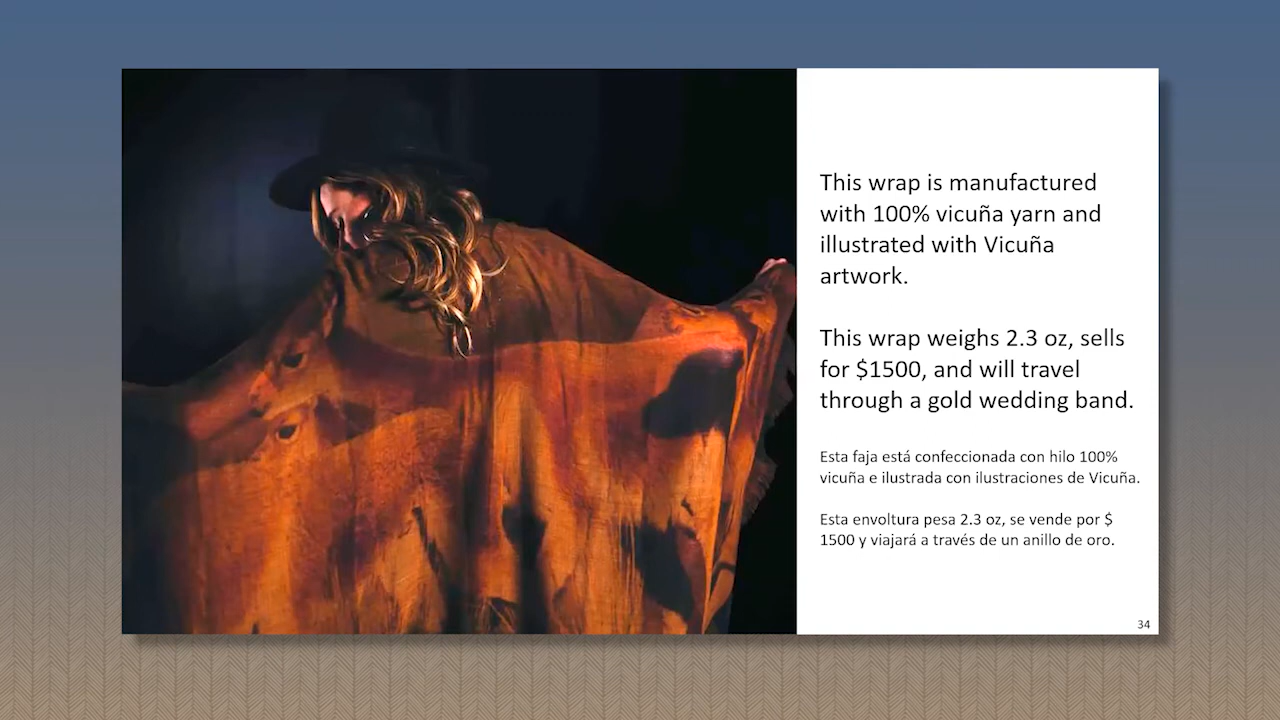 This wrap is manufactured
with 100% vicuña yarn and
illustrated with Vicuña
artwork.
This wrap weighs 2.3 oz, sells
for $1500, and will travel
through a gold wedding band.
Esta faja está confeccionada con hilo 100%
vicuña e ilustrada con ilustraciones de Vicuña.
Esta envoltura pesa 2.3 oz, se vende por $
1500 y viajará a través de un anillo de oro.
34